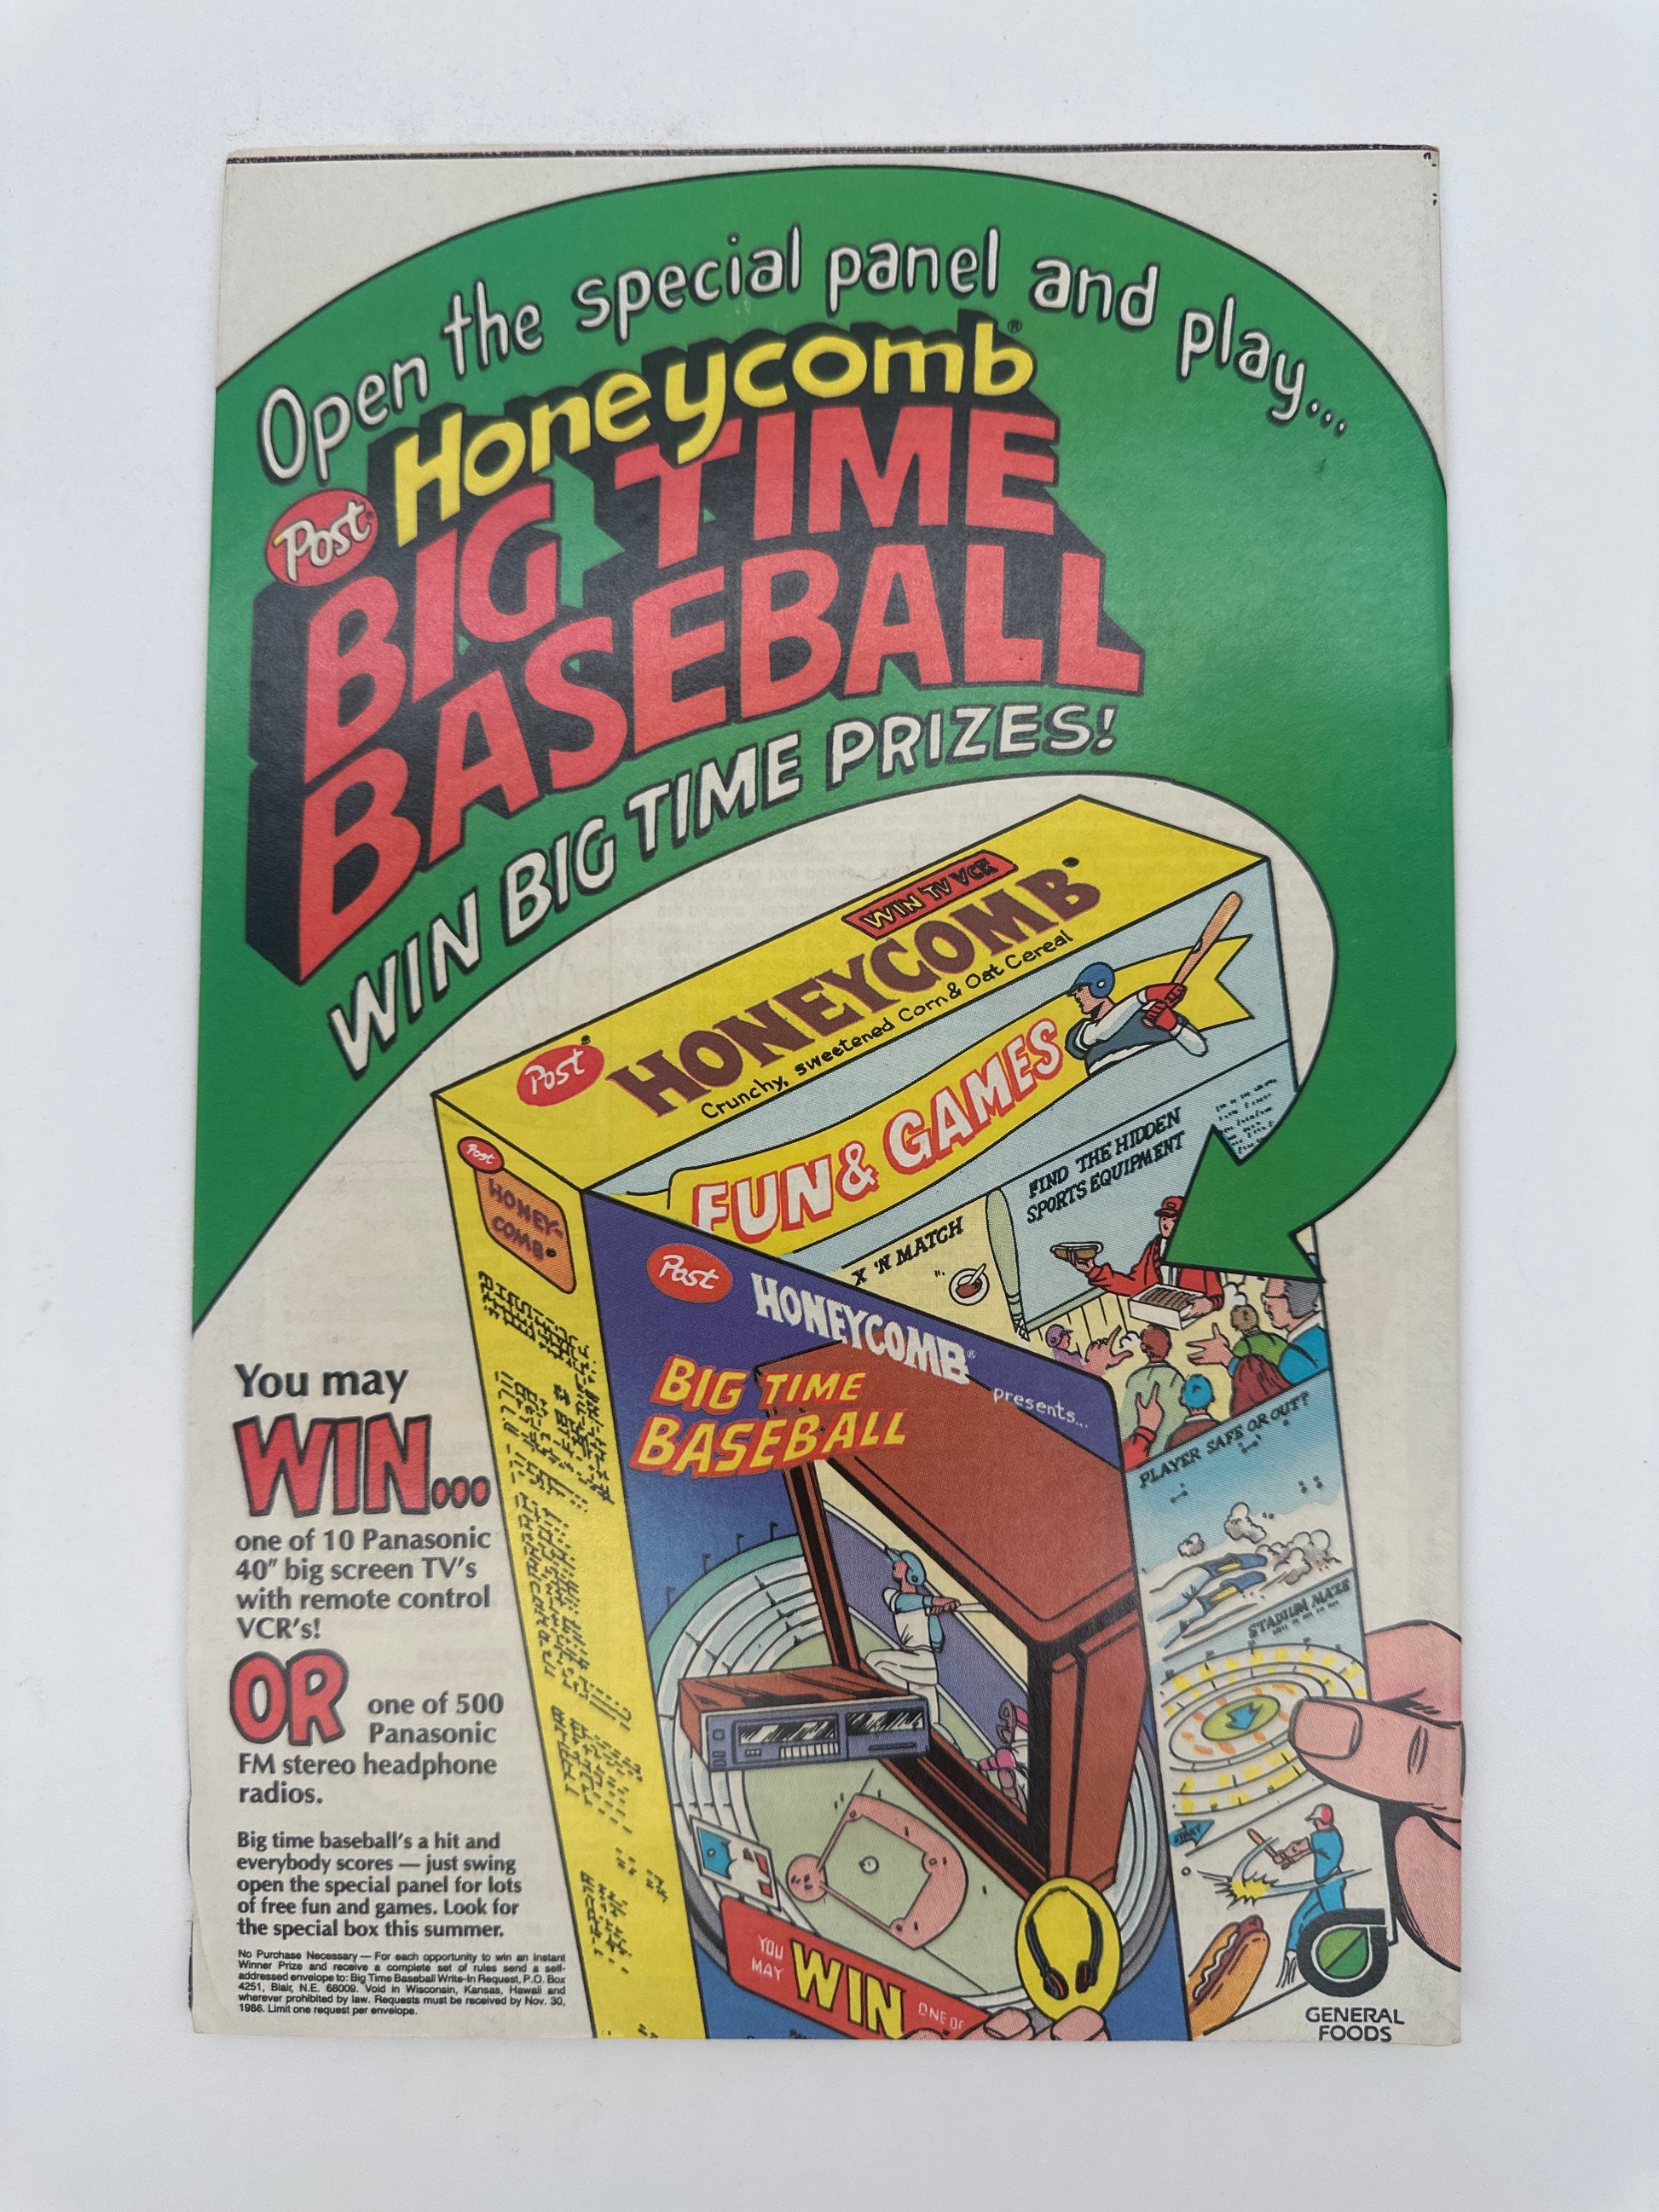 Open the special panel and play...
Post® Honeycomb®
BIG TIME
BASEBALL
WIN BIG TIME PRIZES!
WIN TV VCR
Post® HONEYCOMB®
Crunchy, sweetened Corn & Oat Cereal
FUN & GAMES
FIND THE HIDDEN
SPORTS EQUIPMENT
X 'N MATCH
Post
HONEY-
COMB®
Post HONEYCOMB®
presents...
BIG TIME
BASEBALL
PLAYER SAFE OR OUT?
STADIUM MAZE
START
YOU
MAY
WIN
ONE OF
You may
WIN...
one of 10 Panasonic
40" big screen TV's
with remote control
VCR's!
OR one of 500
Panasonic
FM stereo headphone
radios.
Big time baseball's a hit and
everybody scores — just swing
open the special panel for lots
of free fun and games. Look for
the special box this summer.
No Purchase Necessary — For each opportunity to win an Instant
Winner Prize and receive a complete set of rules send a self-
addressed envelope to: Big Time Baseball Write-In Request, P.O. Box
4251, Blair, N.E. 68009. Void in Wisconsin, Kansas, Hawaii and
wherever prohibited by law. Requests must be received by Nov. 30,
1986. Limit one request per envelope.
GENERAL
FOODS